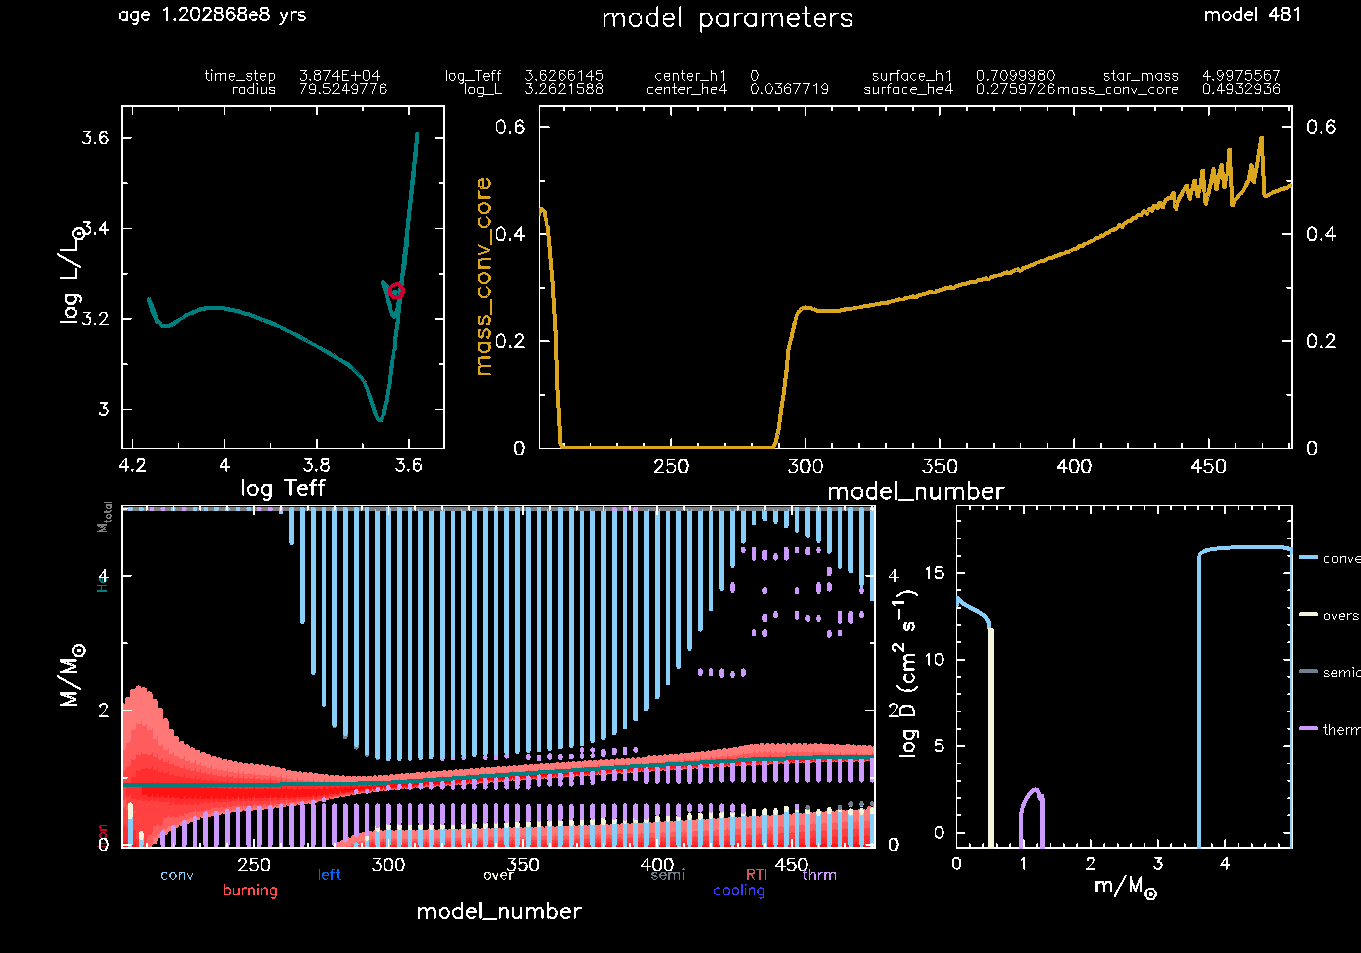 age 1.202868e8 yrs model parameters model 481
time_step 3.874E+04 log_Teff 3.6266145 center_h1 0 surface_h1 0.7099980 star_mass 4.9975567
radius 79.5249776 log_L 3.2621588 center_he4 0.0367719 surface_he4 0.2759726 mass_conv_core 0.4932936
log L/L☉
3.6
3.4
3.2
3
4.2 4 3.8 3.6
log Teff
mass_conv_core
0.6 0.6
0.4 0.4
0.2 0.2
0 0
250 300 350 400 450
model_number
Mtotal
He
M/M☉
4 4
2 2
0 0
250 300 350 400 450
conv left over semi RTI thrm
burning cooling
model_number
log D (cm² s⁻¹)
15
10
5
0
0 1 2 3 4
m/M☉
conve
overs
semic
therm